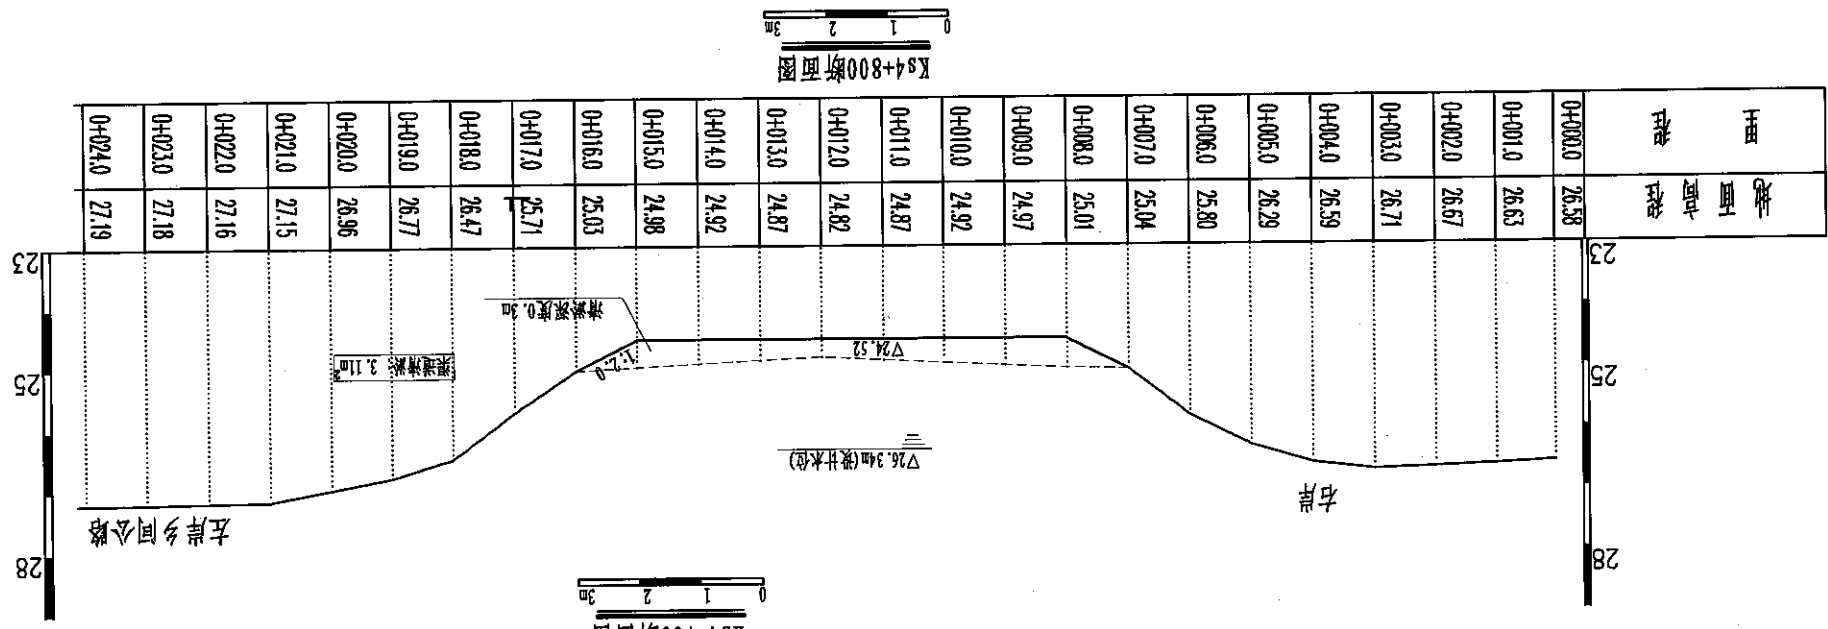 0 1 2 3m
28 28
右岸 左岸乡间公路
▽26.34m(设计水位)
25 25
1:2.0 渠道清淤: 3.11m²
▽24.52
清淤深度0.3m
23 23
地面高程 26.58 26.63 26.67 26.71 26.59 26.29 25.80 25.04 25.01 24.97 24.92 24.87 24.82 24.87 24.92 24.98 25.03 25.71 26.47 26.77 26.96 27.15 27.16 27.18 27.19
里程 0+000.0 0+001.0 0+002.0 0+003.0 0+004.0 0+005.0 0+006.0 0+007.0 0+008.0 0+009.0 0+010.0 0+011.0 0+012.0 0+013.0 0+014.0 0+015.0 0+016.0 0+017.0 0+018.0 0+019.0 0+020.0 0+021.0 0+022.0 0+023.0 0+024.0
Ks4+800断面图
0 1 2 3m